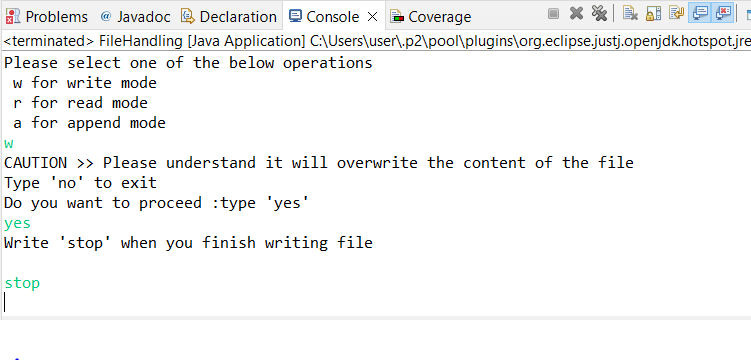 Problems @ Javadoc Declaration Console Coverage
<terminated> FileHandling [Java Application] C:\Users\user\.p2\pool\plugins\org.eclipse.justj.openjdk.hotspot.jre
Please select one of the below operations
w for write mode
r for read mode
a for append mode
w
CAUTION >> Please understand it will overwrite the content of the file
Type 'no' to exit
Do you want to proceed :type 'yes'
yes
Write 'stop' when you finish writing file
stop